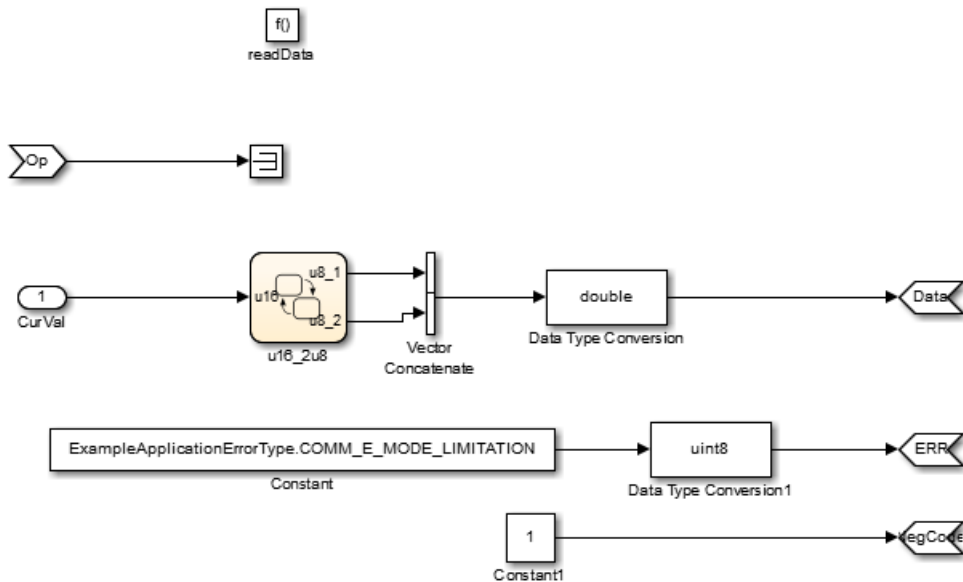 f()
readData
Op
1
CurVal
u16
u8_1
u8_2
u16_2u8
Vector
Concatenate
double
Data Type Conversion
Data
ExampleApplicationErrorType.COMM_E_MODE_LIMITATION
Constant
uint8
Data Type Conversion1
ERR
1
Constant1
NegCode